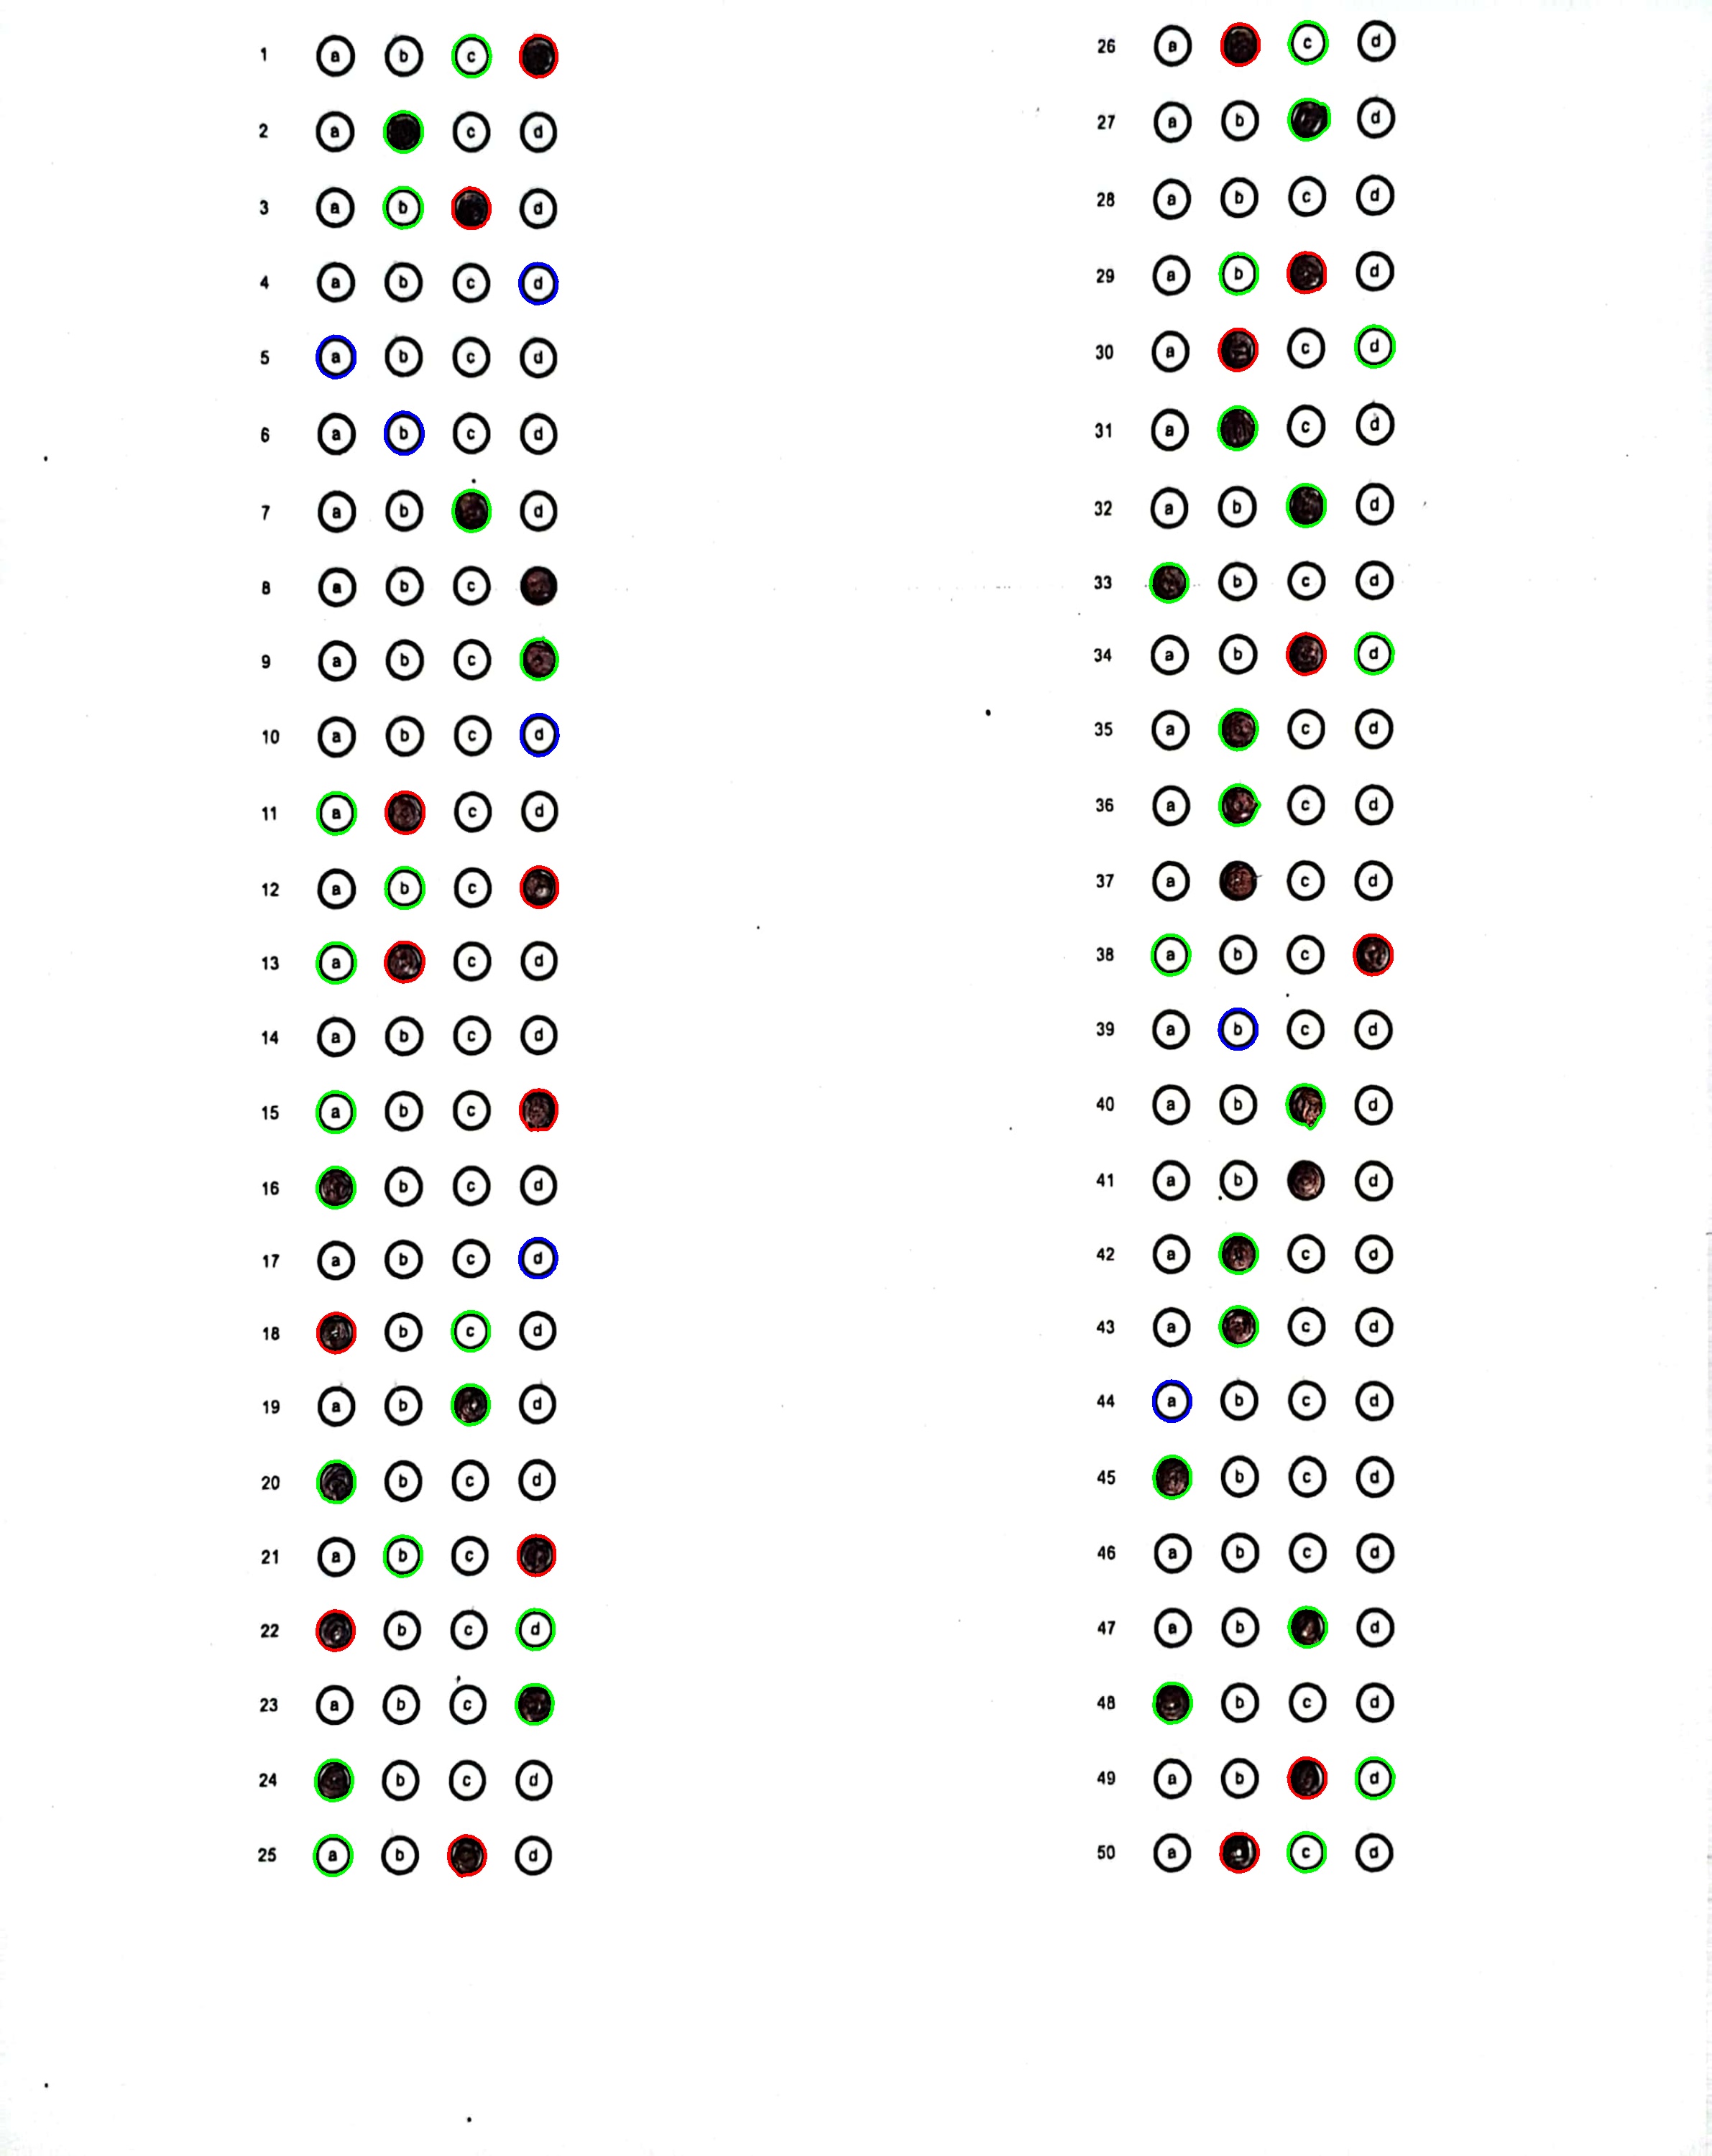 1 a b c
2 a c d
3 a b d
4 a b c d
5 a b c d
6 a b c d
7 a b d
8 a b c
9 a b c
10 a b c d
11 a c d
12 a b c
13 a c d
14 a b c d
15 a b c
16 b c d
17 a b c d
18 b c d
19 a b d
20 b c d
21 a b c
22 b c d
23 a b c
24 b c d
25 a b d
26 a c d
27 a b d
28 a b c d
29 a b d
30 a c d
31 a c d
32 a b d
33 b c d
34 a b d
35 a c d
36 a c d
37 a c d
38 a b c
39 a b c d
40 a b d
41 a b d
42 a c d
43 a c d
44 a b c d
45 b c d
46 a b c d
47 a b d
48 b c d
49 a b d
50 a c d